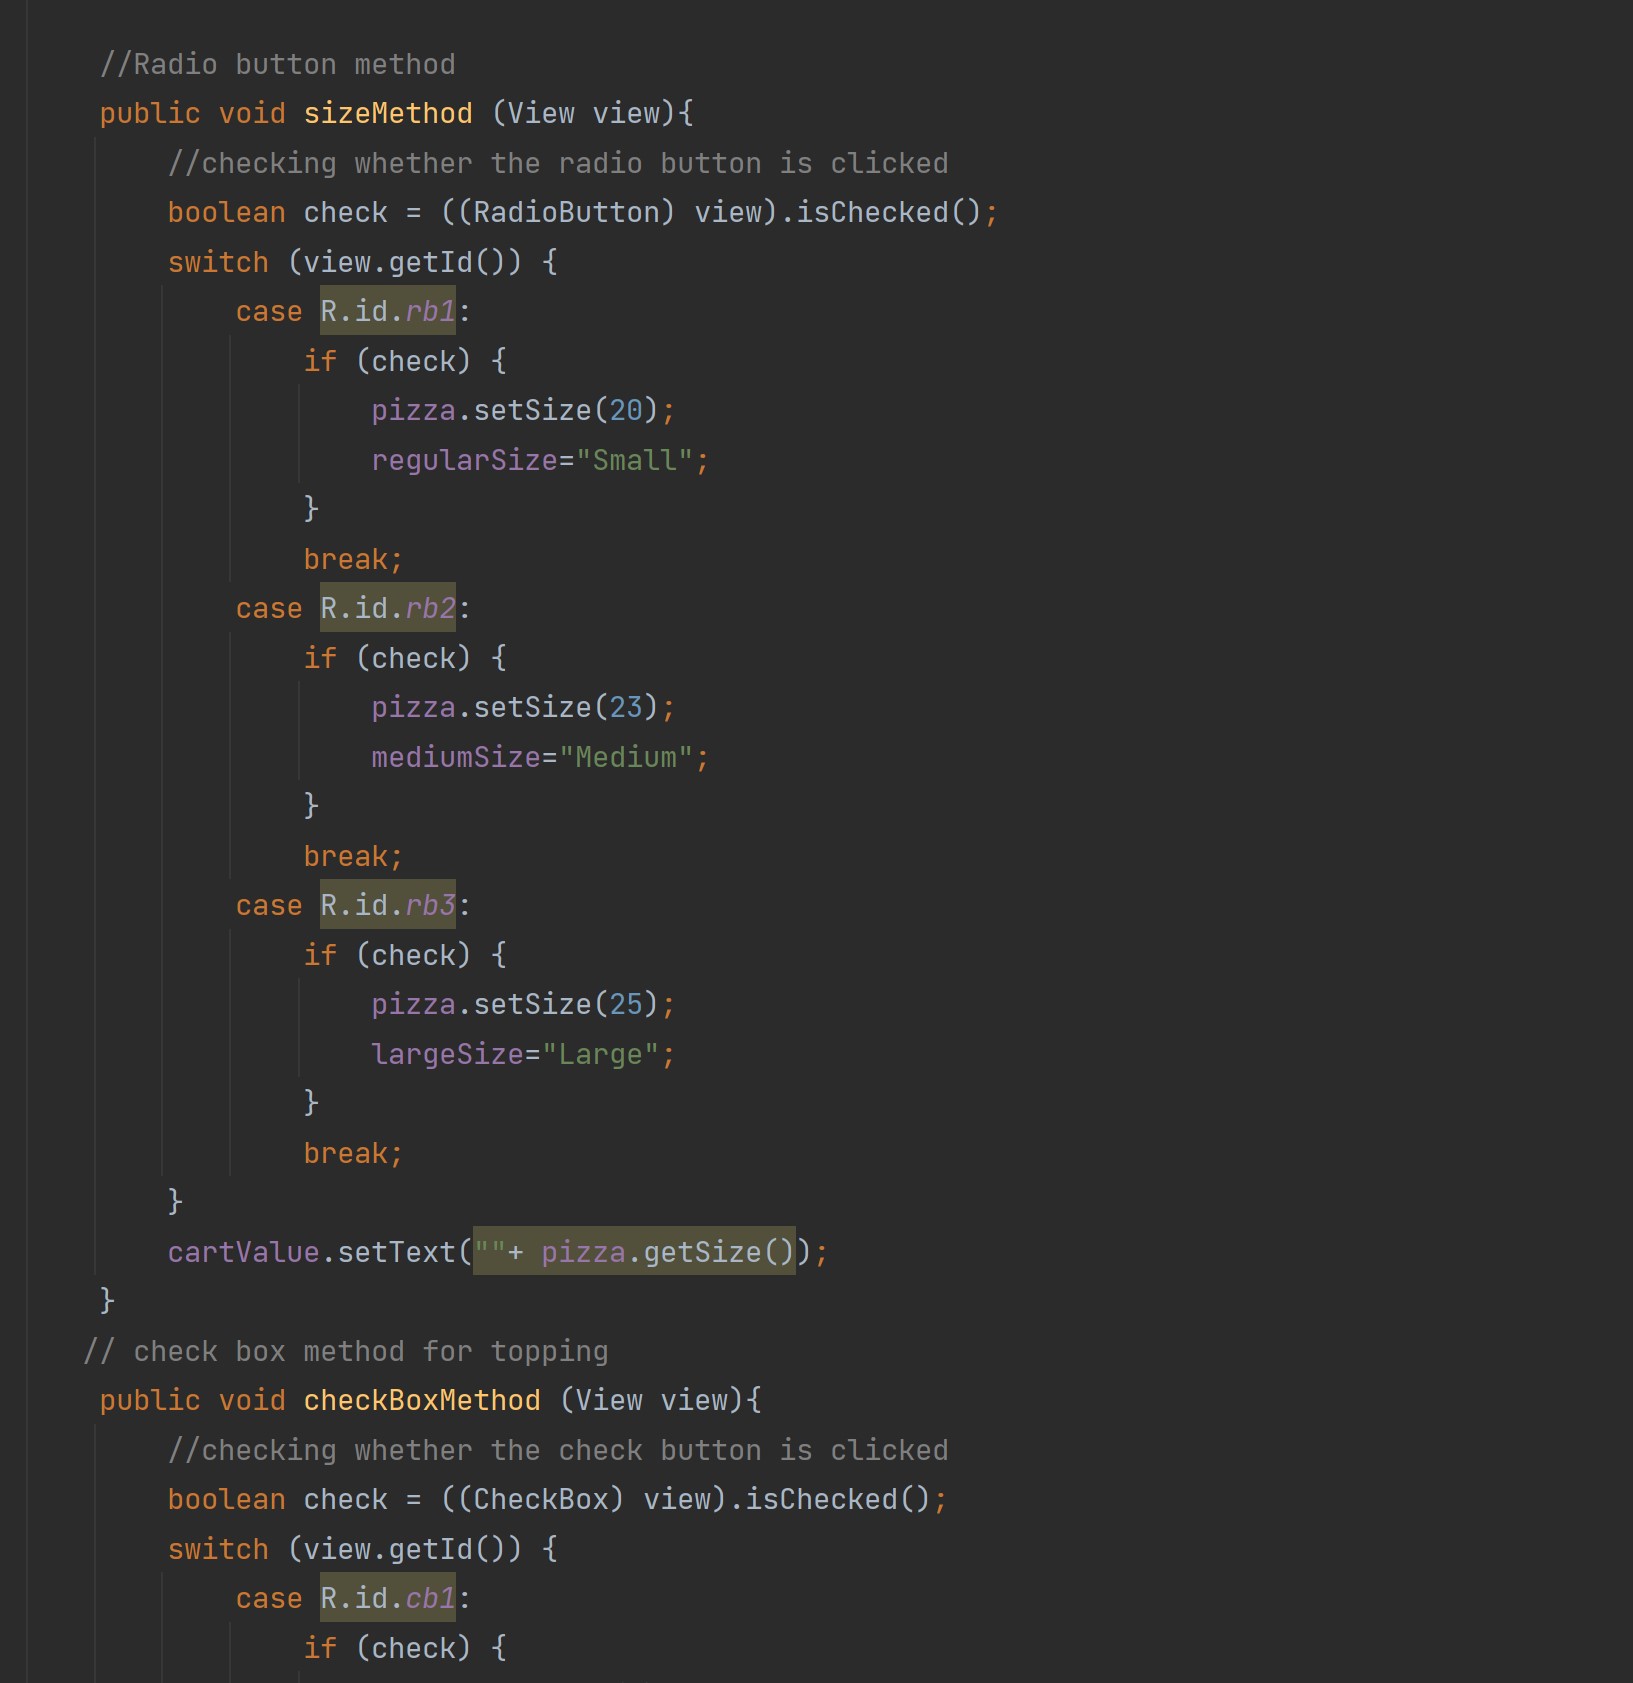 //Radio button method
public void sizeMethod (View view){
//checking whether the radio button is clicked
boolean check = ((RadioButton) view).isChecked();
switch (view.getId()) {
case R.id.rb1:
if (check) {
pizza.setSize(20);
regularSize="Small";
}
break;
case R.id.rb2:
if (check) {
pizza.setSize(23);
mediumSize="Medium";
}
break;
case R.id.rb3:
if (check) {
pizza.setSize(25);
largeSize="Large";
}
break;
}
cartValue.setText(""+ pizza.getSize());
}
// check box method for topping
public void checkBoxMethod (View view){
//checking whether the check button is clicked
boolean check = ((CheckBox) view).isChecked();
switch (view.getId()) {
case R.id.cb1:
if (check) {